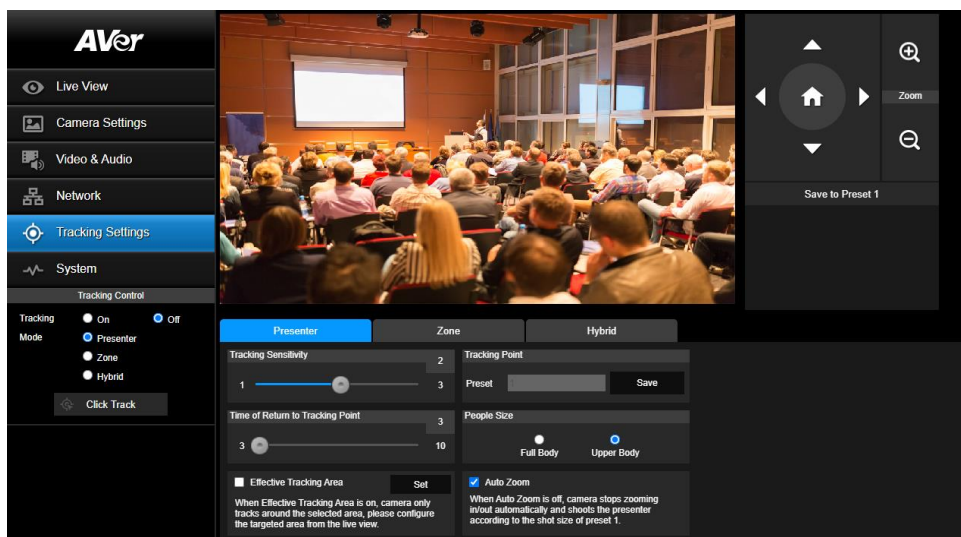 AVer
Live View
Camera Settings
Video & Audio
Network
Tracking Settings
System
Tracking Control
Tracking On Off
Mode Presenter
Zone
Hybrid
Click Track
Zoom
Save to Preset 1
Presenter Zone Hybrid
Tracking Sensitivity 2
1 3
Time of Return to Tracking Point 3
3 10
Effective Tracking Area Set
When Effective Tracking Area is on, camera only
tracks around the selected area, please configure
the targeted area from the live view.
Tracking Point
Preset 1 Save
People Size
Full Body Upper Body
Auto Zoom
When Auto Zoom is off, camera stops zooming
in/out automatically and shoots the presenter
according to the shot size of preset 1.